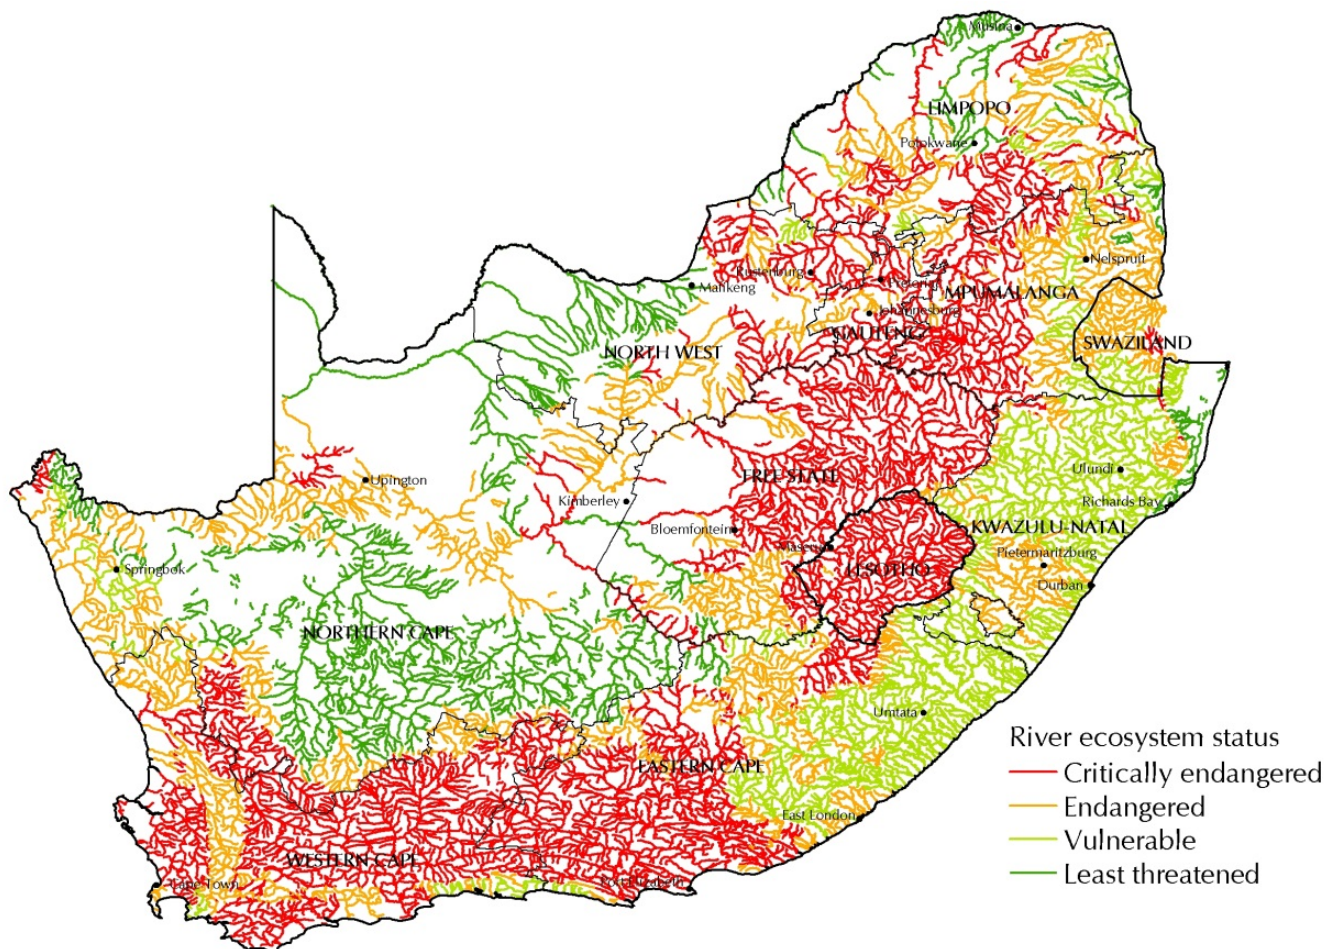 Musina
LIMPOPO
Polokwane
Nelspruit
Rustenburg
Pretoria
Mafikeng
MPUMALANGA
Johannesburg
GAUTENG
SWAZILAND
NORTH WEST
Ulundi
FREE STATE
Upington
Kimberley
Richards Bay
Bloemfontein
KWAZULU-NATAL
Maseru
Pietermaritzburg
LESOTHO
Springbok
Durban
NORTHERN CAPE
Umtata
River ecosystem status
Critically endangered
EASTERN CAPE
Endangered
East London
Vulnerable
WESTERN CAPE
Least threatened
Cape Town
Port Elizabeth